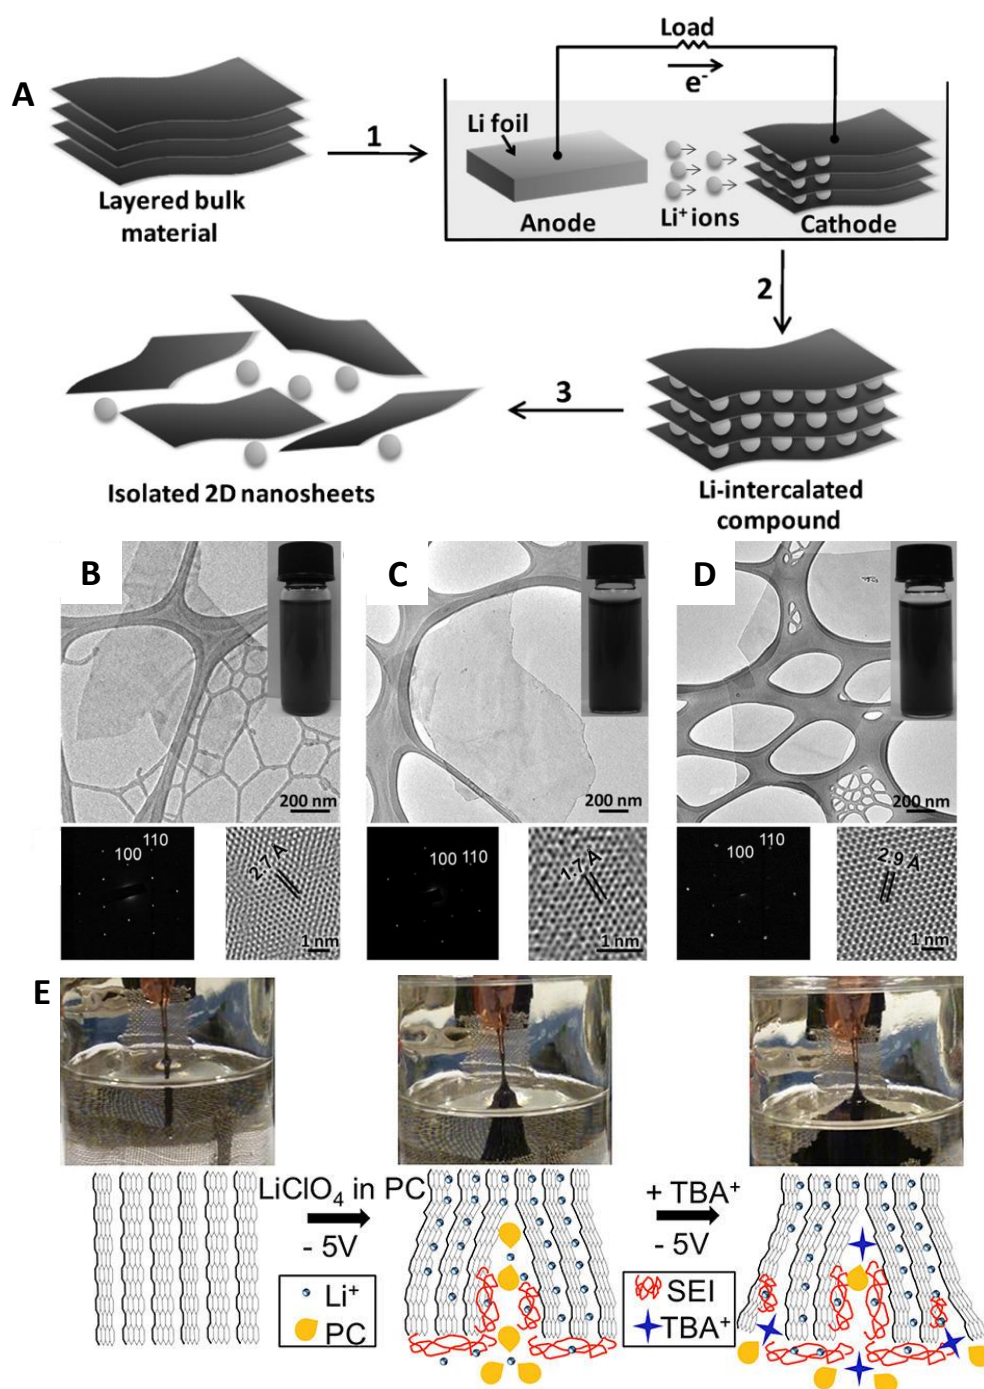 A
Load
e-
Li foil
1
Anode
Li⁺ ions
Cathode
Layered bulk
material
2
3
Isolated 2D nanosheets
Li-intercalated
compound
B
C
D
200 nm
200 nm
200 nm
100
110
2.7 Å
1 nm
100
110
1.7 Å
1 nm
100
110
2.9 Å
1 nm
E
LiClO₄ in PC
- 5V
Li⁺
PC
+ TBA⁺
- 5V
SEI
TBA⁺